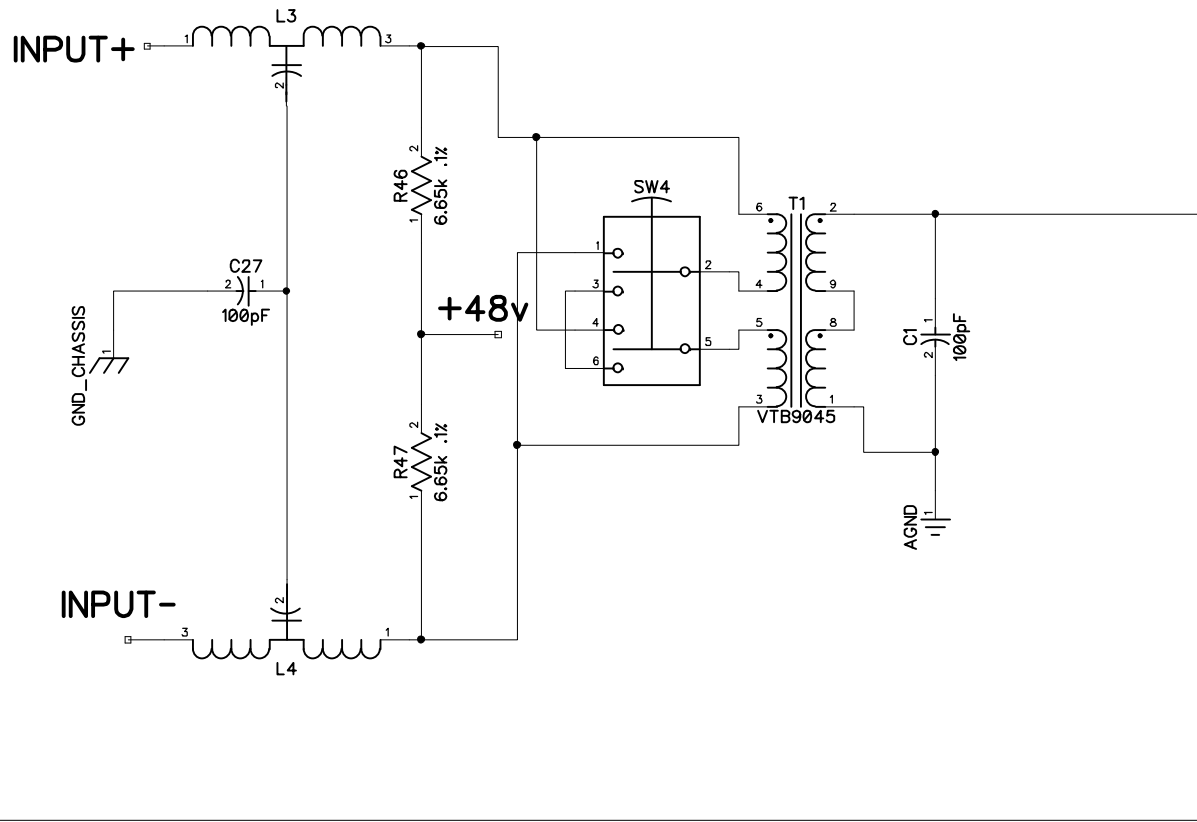 L3
INPUT+
1
3
2
2
R46
6.65k .1%
1
SW4
6
T1
2
1
2
3
4
9
C27
2
1
100pF
+48v
4
5
8
5
6
3
1
VTB9045
GND_CHASSIS
1
C1
1
2
100pF
2
R47
6.65k .1%
1
AGND
1
INPUT-
2
3
1
L4